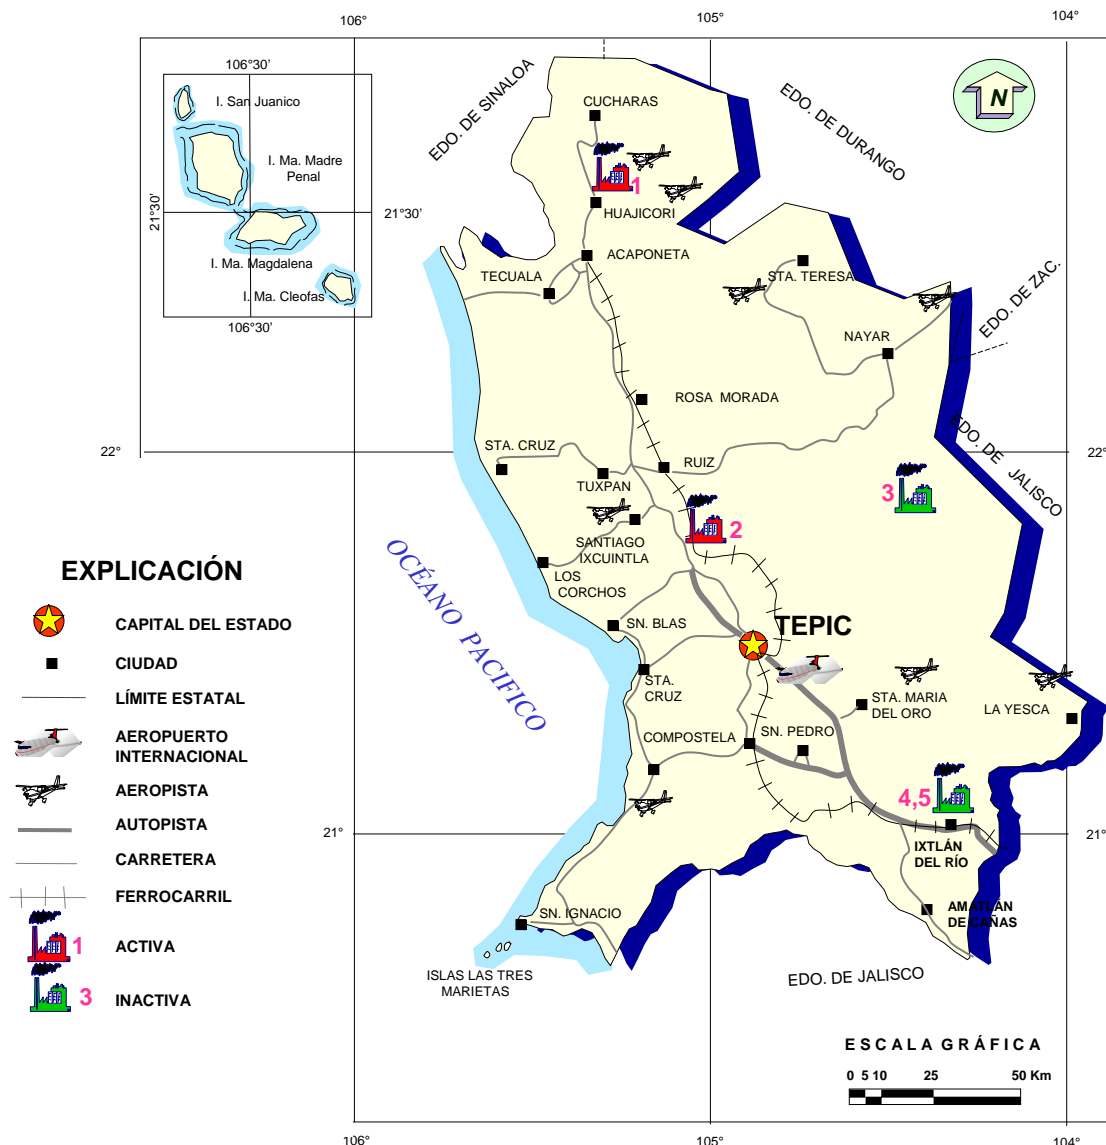 106°
105°
104°
106°30'
I. San Juanico
I. Ma. Madre
Penal
21°30'
21°30'
I. Ma. Magdalena
I. Ma. Cleofas
106°30'
EDO. DE SINALOA
EDO. DE DURANGO
N
CUCHARAS
1
HUAJICORI
ACAPONETA
TECUALA
STA. TERESA
EDO. DE ZAC.
NAYAR
ROSA MORADA
EDO. DE JALISCO
22°
22°
STA. CRUZ
RUIZ
TUXPAN
3
2
SANTIAGO
IXCUINTLA
LOS
CORCHOS
OCÉANO PACIFICO
SN. BLAS
TEPIC
STA.
CRUZ
STA. MARIA
DEL ORO
LA YESCA
COMPOSTELA
SN. PEDRO
4,5
21°
21°
IXTLÁN
DEL RÍO
AMATLÁN
DE CAÑAS
SN. IGNACIO
ISLAS LAS TRES
MARIETAS
EDO. DE JALISCO
EXPLICACIÓN
CAPITAL DEL ESTADO
CIUDAD
LÍMITE ESTATAL
AEROPUERTO
INTERNACIONAL
AEROPISTA
AUTOPISTA
CARRETERA
FERROCARRIL
1 ACTIVA
3 INACTIVA
ESCALA GRÁFICA
0 5 10 25 50 Km
106°
105°
104°